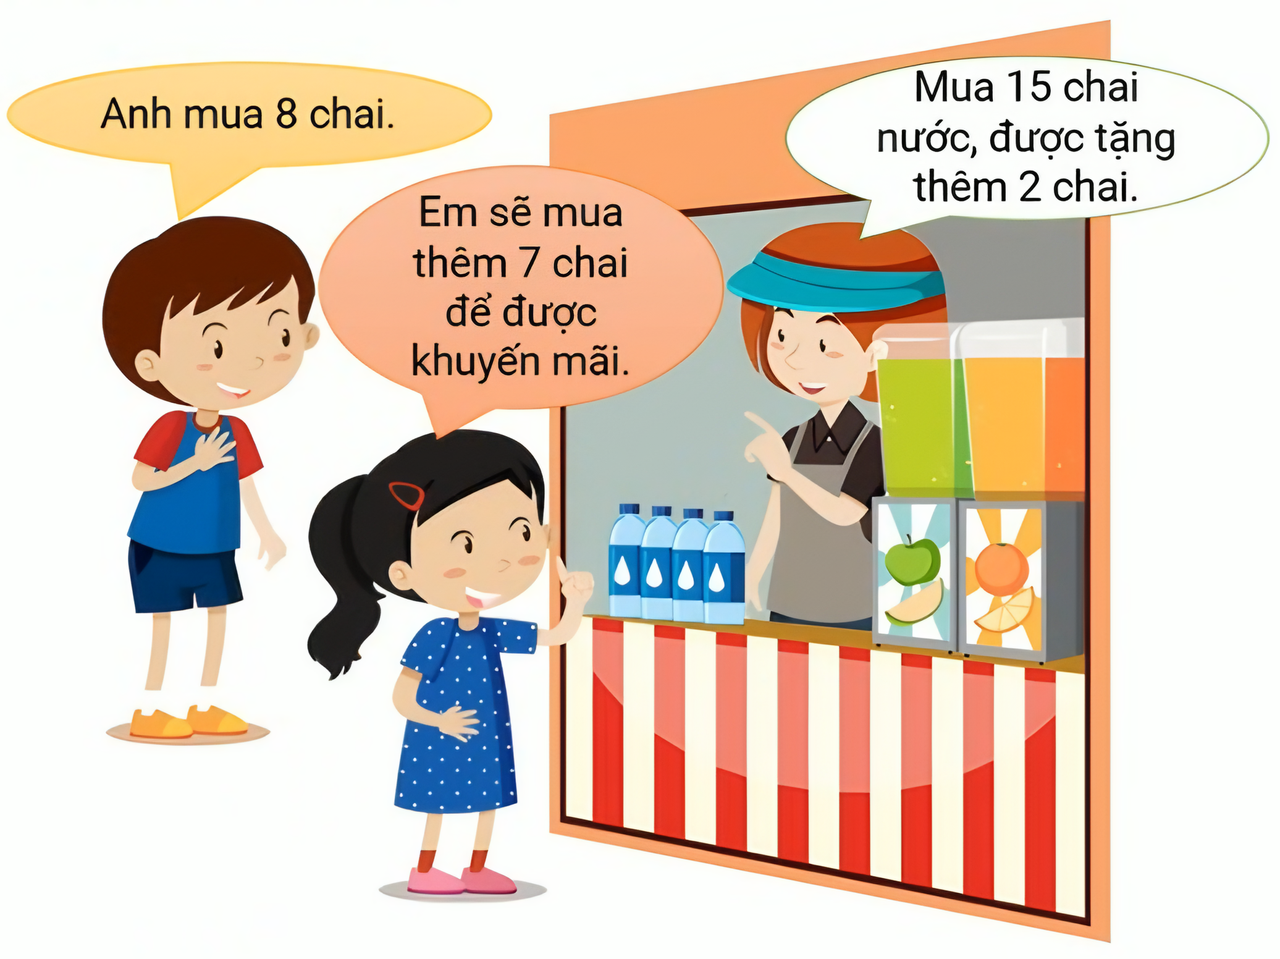 Anh mua 8 chai.
Em sẽ mua
thêm 7 chai
để được
khuyến mãi.
Mua 15 chai
nước, được tặng
thêm 2 chai.